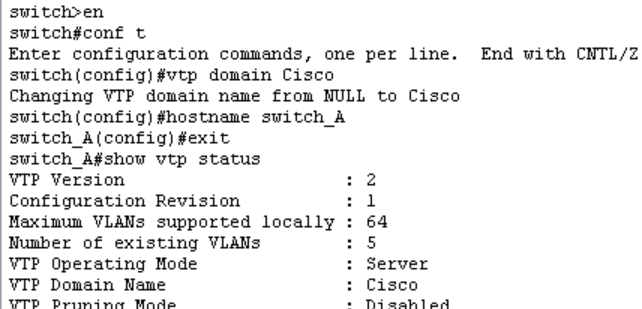 switch>en
switch#conf t
Enter configuration commands, one per line.  End with CNTL/Z
switch(config)#vtp domain Cisco
Changing VTP domain name from NULL to Cisco
switch(config)#hostname switch_A
switch_A(config)#exit
switch_A#show vtp status
VTP Version                     : 2
Configuration Revision          : 1
Maximum VLANs supported locally : 64
Number of existing VLANs        : 5
VTP Operating Mode              : Server
VTP Domain Name                 : Cisco
VTP Pruning Mode                : Disabled